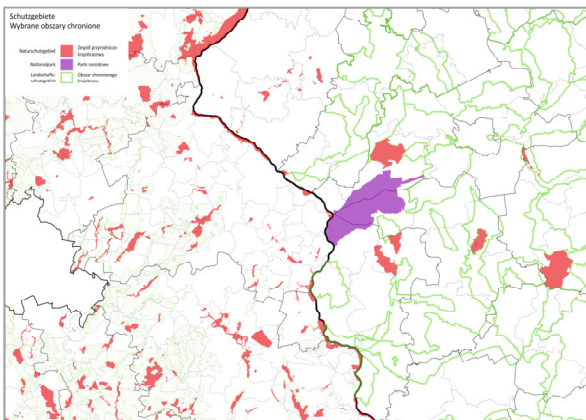 Schutzgebiete
Wybrane obszary chronione
Naturschutzgebiet
Zespół przyrodniczo-
krajobrazowy
Nationalpark
Parki narodowe
Landschafts-
schutzgebiet
Obszar chronionego
krajobrazu